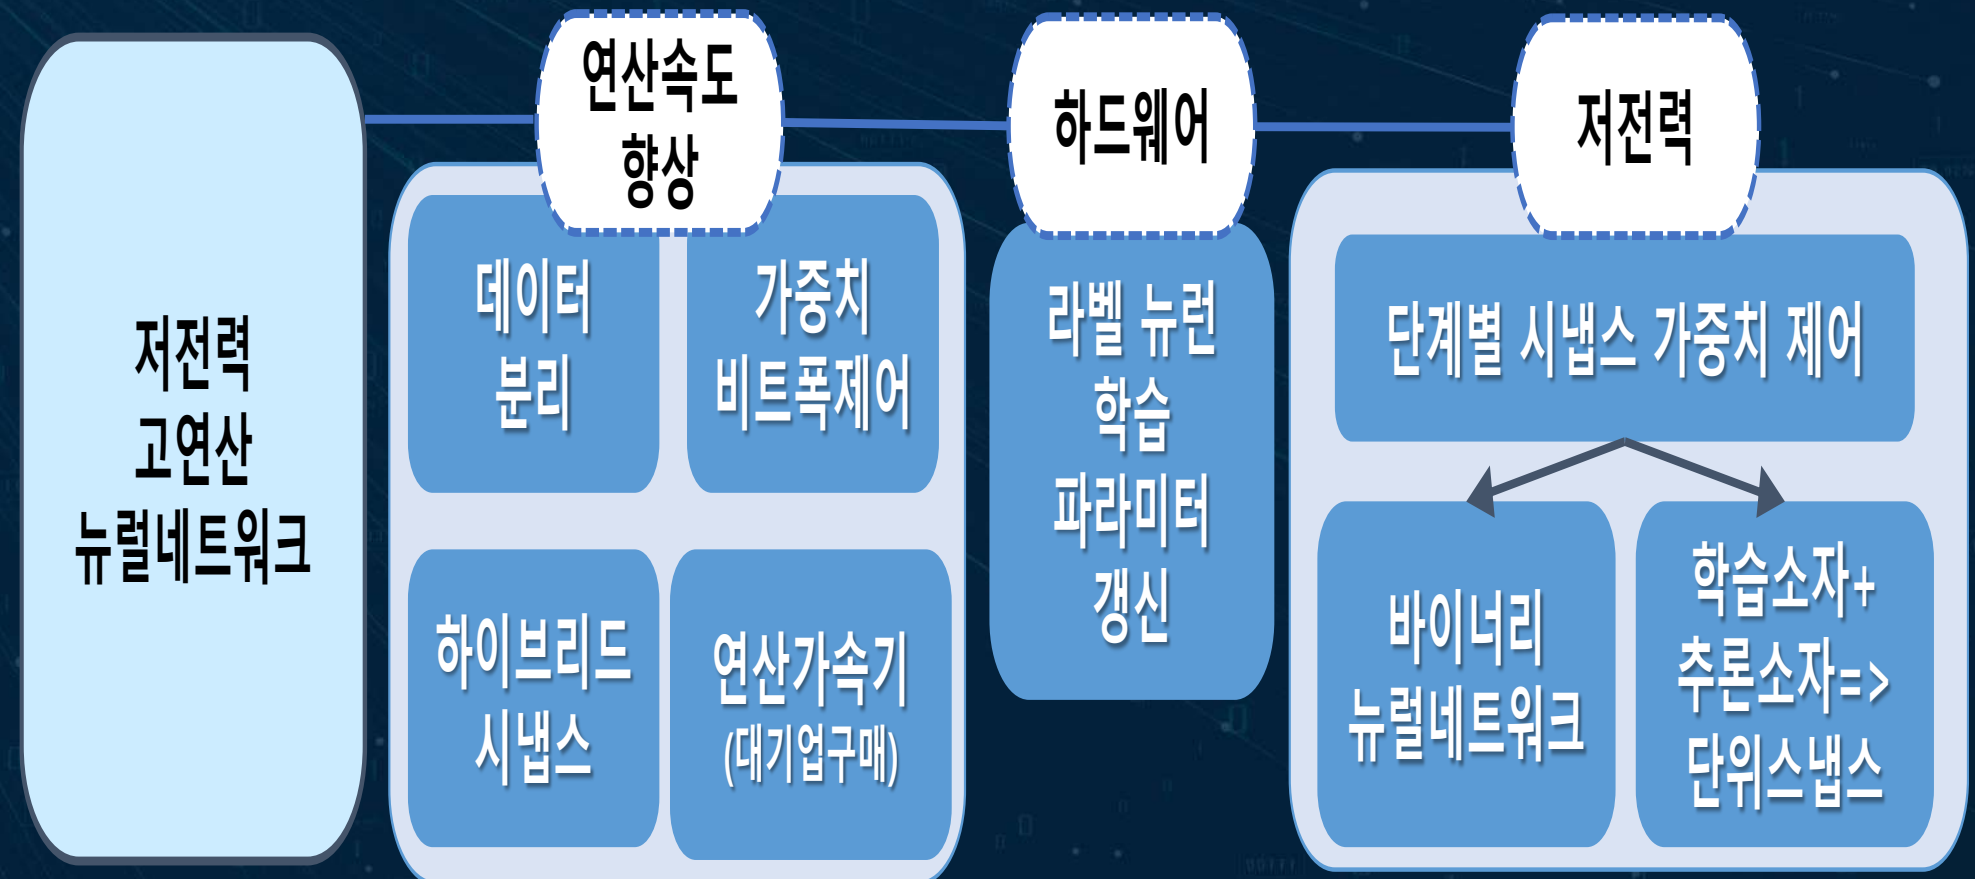 저전력
고연산
뉴럴네트워크
연산속도
향상
데이터
분리
가중치
비트폭제어
하이브리드
시냅스
연산가속기
(대기업구매)
하드웨어
라벨 뉴런
학습
파라미터
갱신
저전력
단계별 시냅스 가중치 제어
바이너리
뉴럴네트워크
학습소자+
추론소자=>
단위스냅스